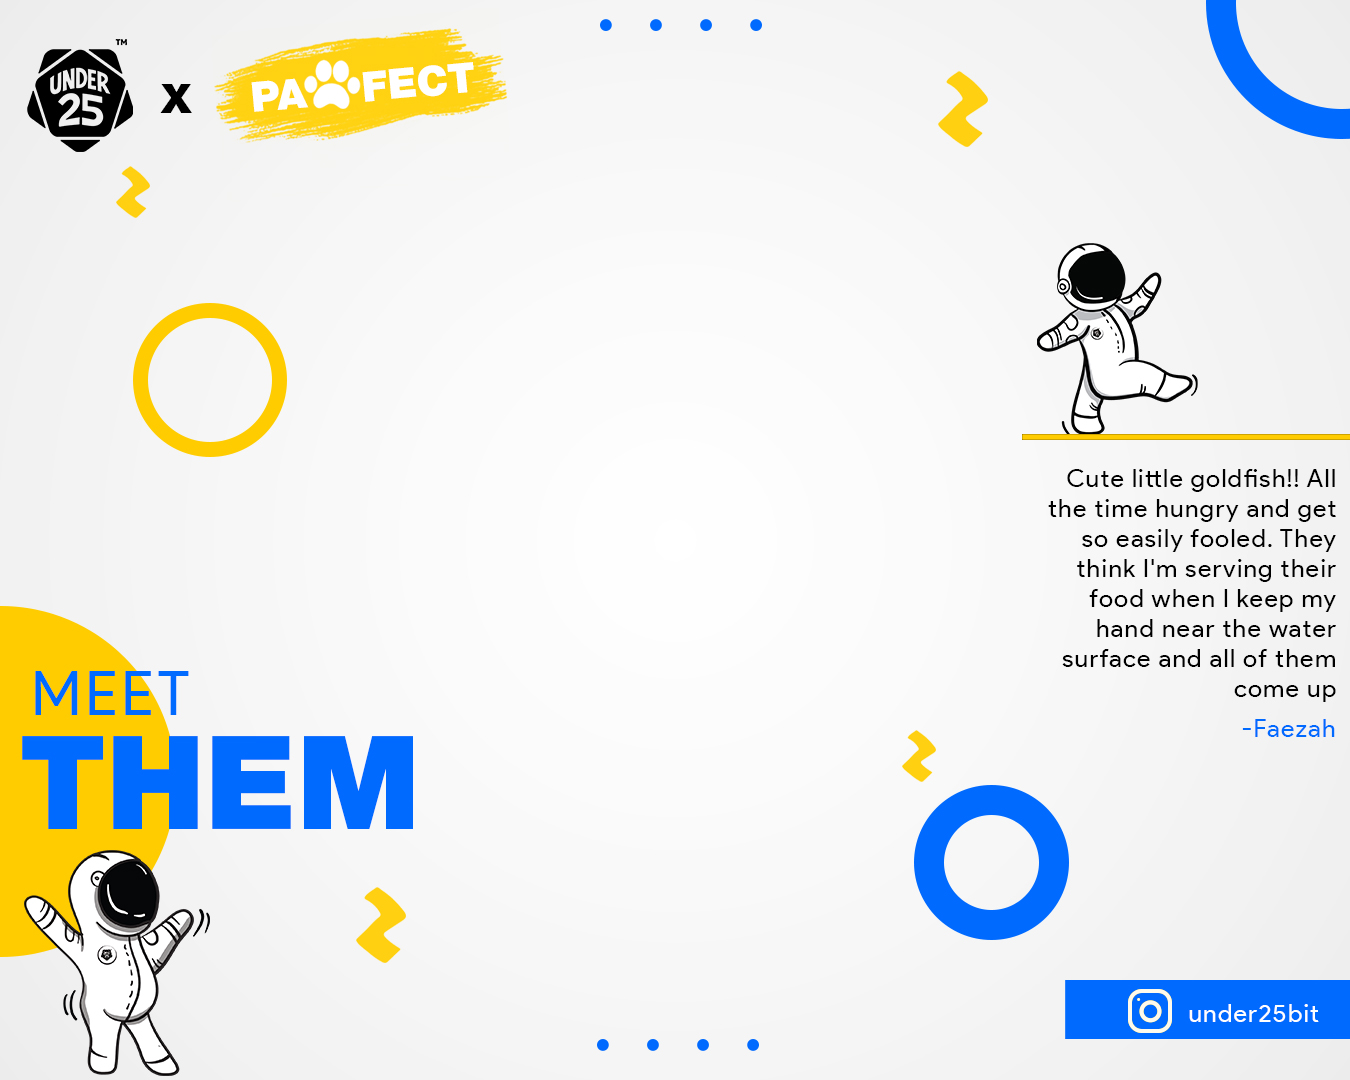 TM
UNDER
25
X
PAWFECT
Cute little goldfish!! All
the time hungry and get
so easily fooled. They
think I'm serving their
food when I keep my
hand near the water
surface and all of them
come up
-Faezah
MEET
THEM
under25bit